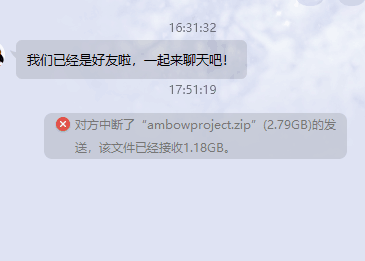 16:31:32
我们已经是好友啦，一起来聊天吧！
17:51:19
对方中断了“ambowproject.zip”(2.79GB)的发
送，该文件已经接收1.18GB。